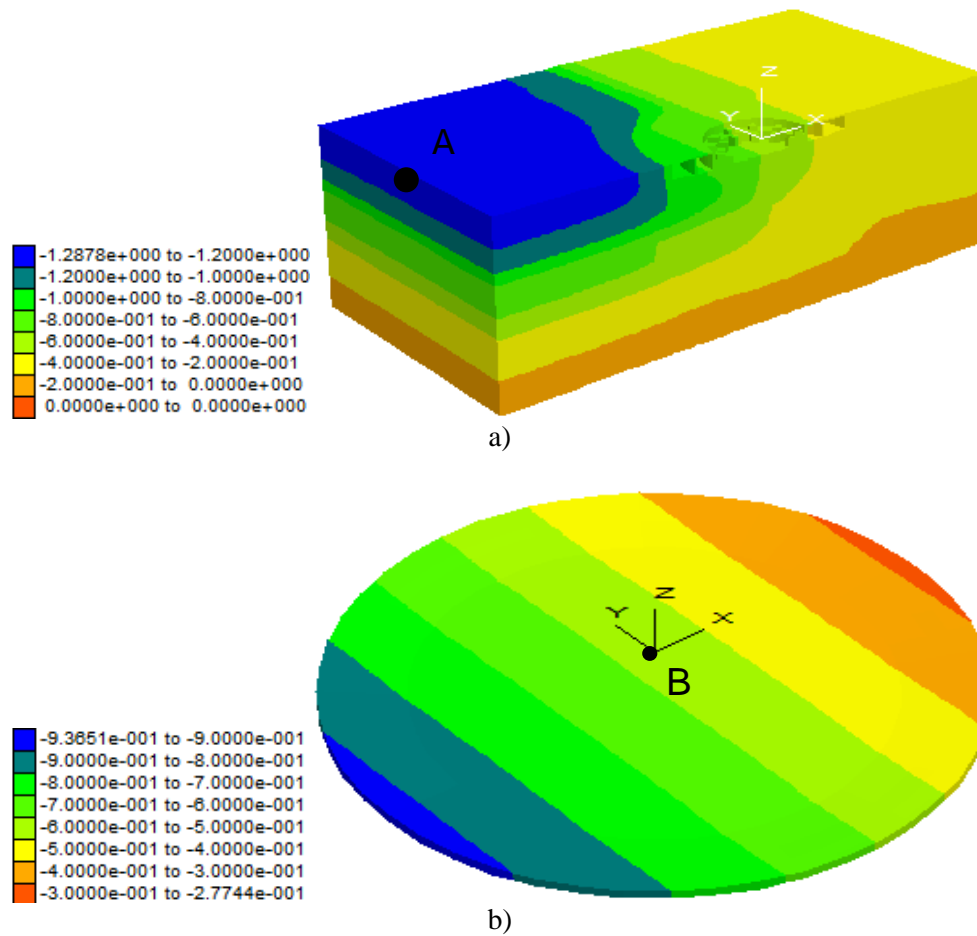 Z
Y X
A
-1.2878e+000 to -1.2000e+000
-1.2000e+000 to -1.0000e+000
-1.0000e+000 to -8.0000e-001
-8.0000e-001 to -6.0000e-001
-6.0000e-001 to -4.0000e-001
-4.0000e-001 to -2.0000e-001
-2.0000e-001 to 0.0000e+000
0.0000e+000 to 0.0000e+000
a)
Z
Y X
B
-9.3651e-001 to -9.0000e-001
-9.0000e-001 to -8.0000e-001
-8.0000e-001 to -7.0000e-001
-7.0000e-001 to -6.0000e-001
-6.0000e-001 to -5.0000e-001
-5.0000e-001 to -4.0000e-001
-4.0000e-001 to -3.0000e-001
-3.0000e-001 to -2.7744e-001
b)